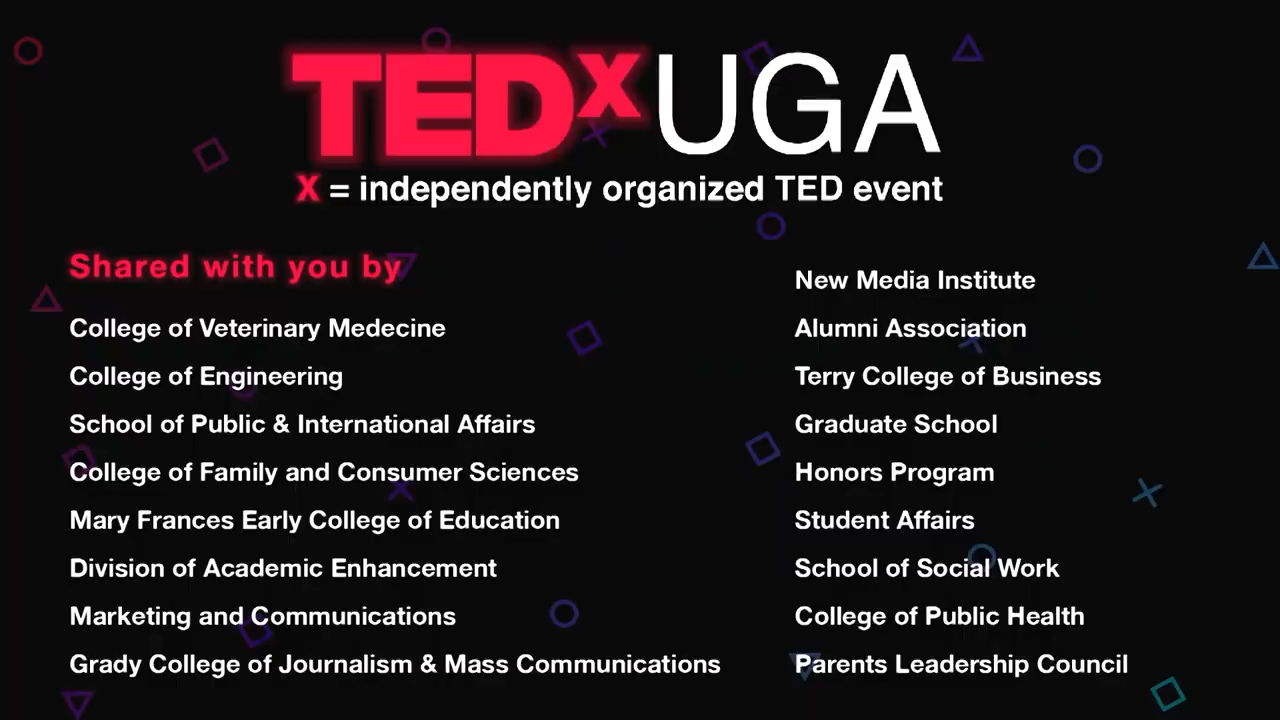 TEDxUGA
X = independently organized TED event
Shared with you by
College of Veterinary Medecine
College of Engineering
School of Public & International Affairs
College of Family and Consumer Sciences
Mary Frances Early College of Education
Division of Academic Enhancement
Marketing and Communications
Grady College of Journalism & Mass Communications
New Media Institute
Alumni Association
Terry College of Business
Graduate School
Honors Program
Student Affairs
School of Social Work
College of Public Health
Parents Leadership Council